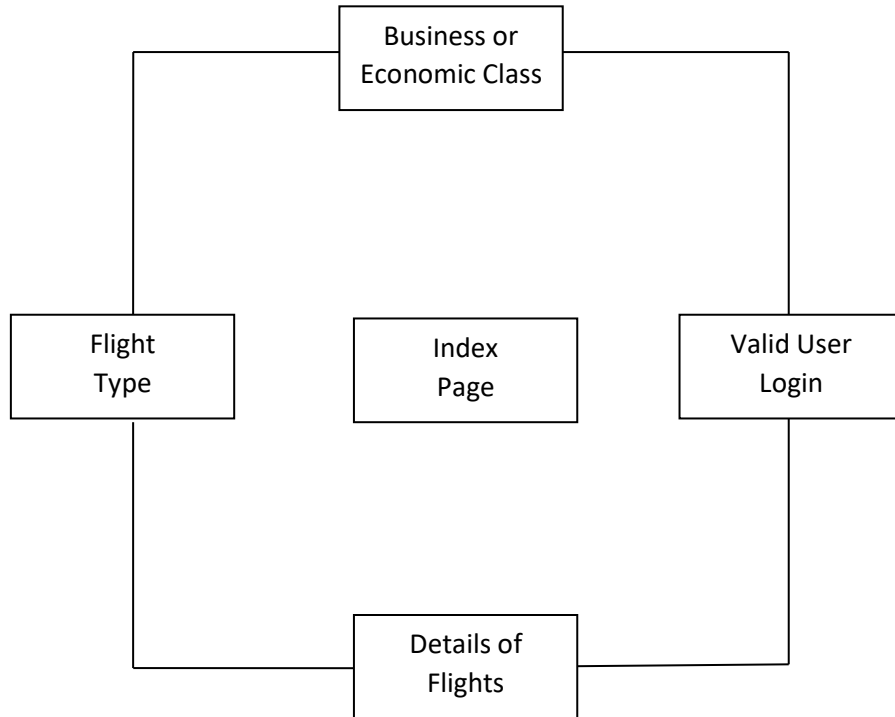 Business or
Economic Class
Flight
Type
Index
Page
Valid User
Login
Details of
Flights